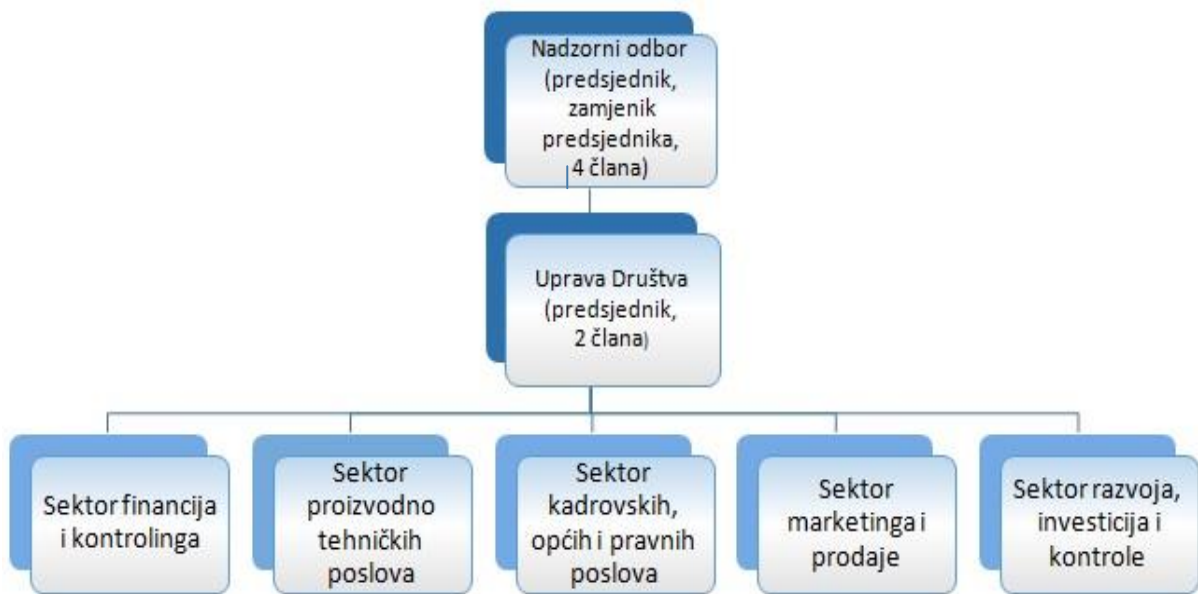 Nadzorni odbor
(predsjednik,
zamjenik
predsjednika,
4 člana)
Uprava Društva
(predsjednik,
2 člana)
Sektor financija
i kontrolinga
Sektor
proizvodno
tehničkih
poslova
Sektor
kadrovskih,
općih i pravnih
poslova
Sektor
marketinga i
prodaje
Sektor razvoja,
investicija i
kontrole